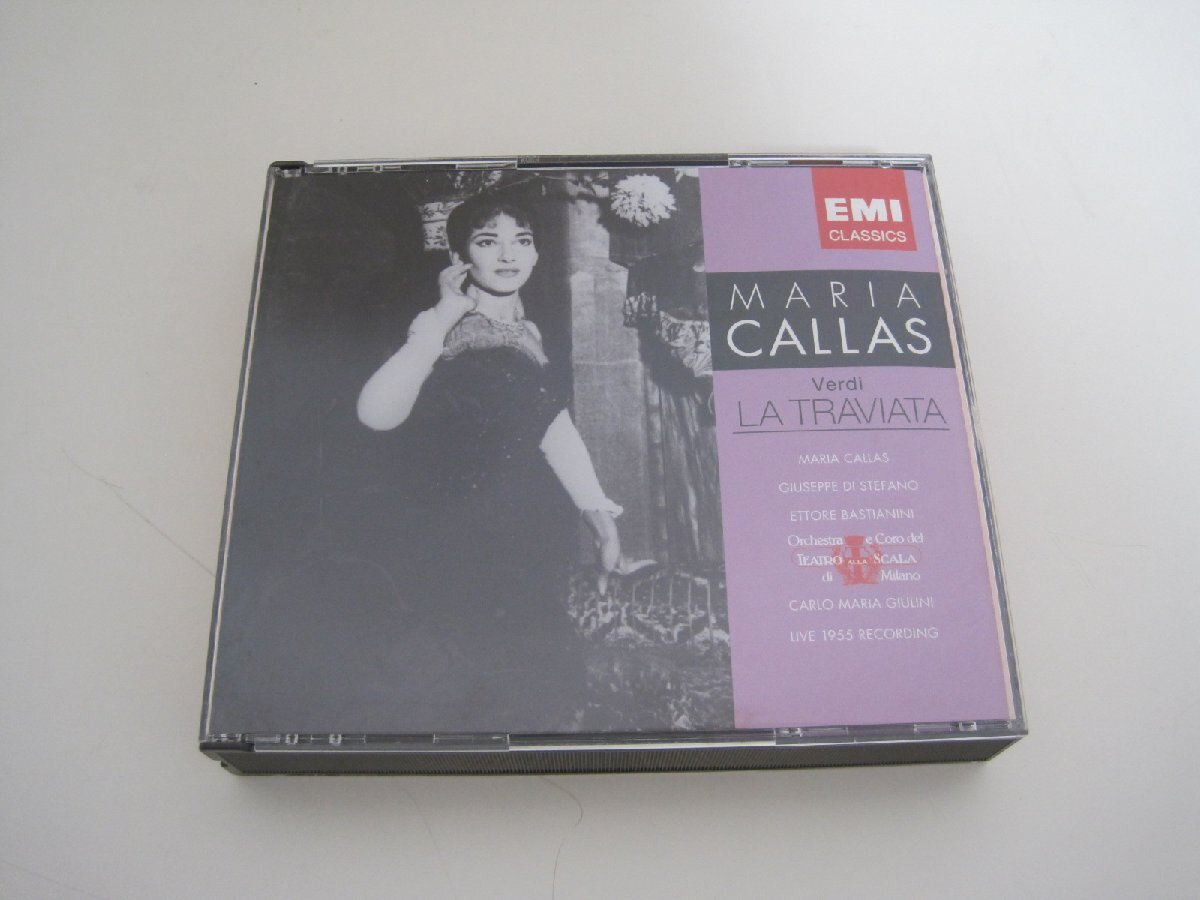 EMI
CLASSICS
MARIA
CALLAS
Verdi
LA TRAVIATA
MARIA CALLAS
GIUSEPPE DI STEFANO
ETTORE BASTIANINI
Orchestra e Coro del
TEATRO ALLA SCALA
di Milano
CARLO MARIA GIULINI
LIVE 1955 RECORDING